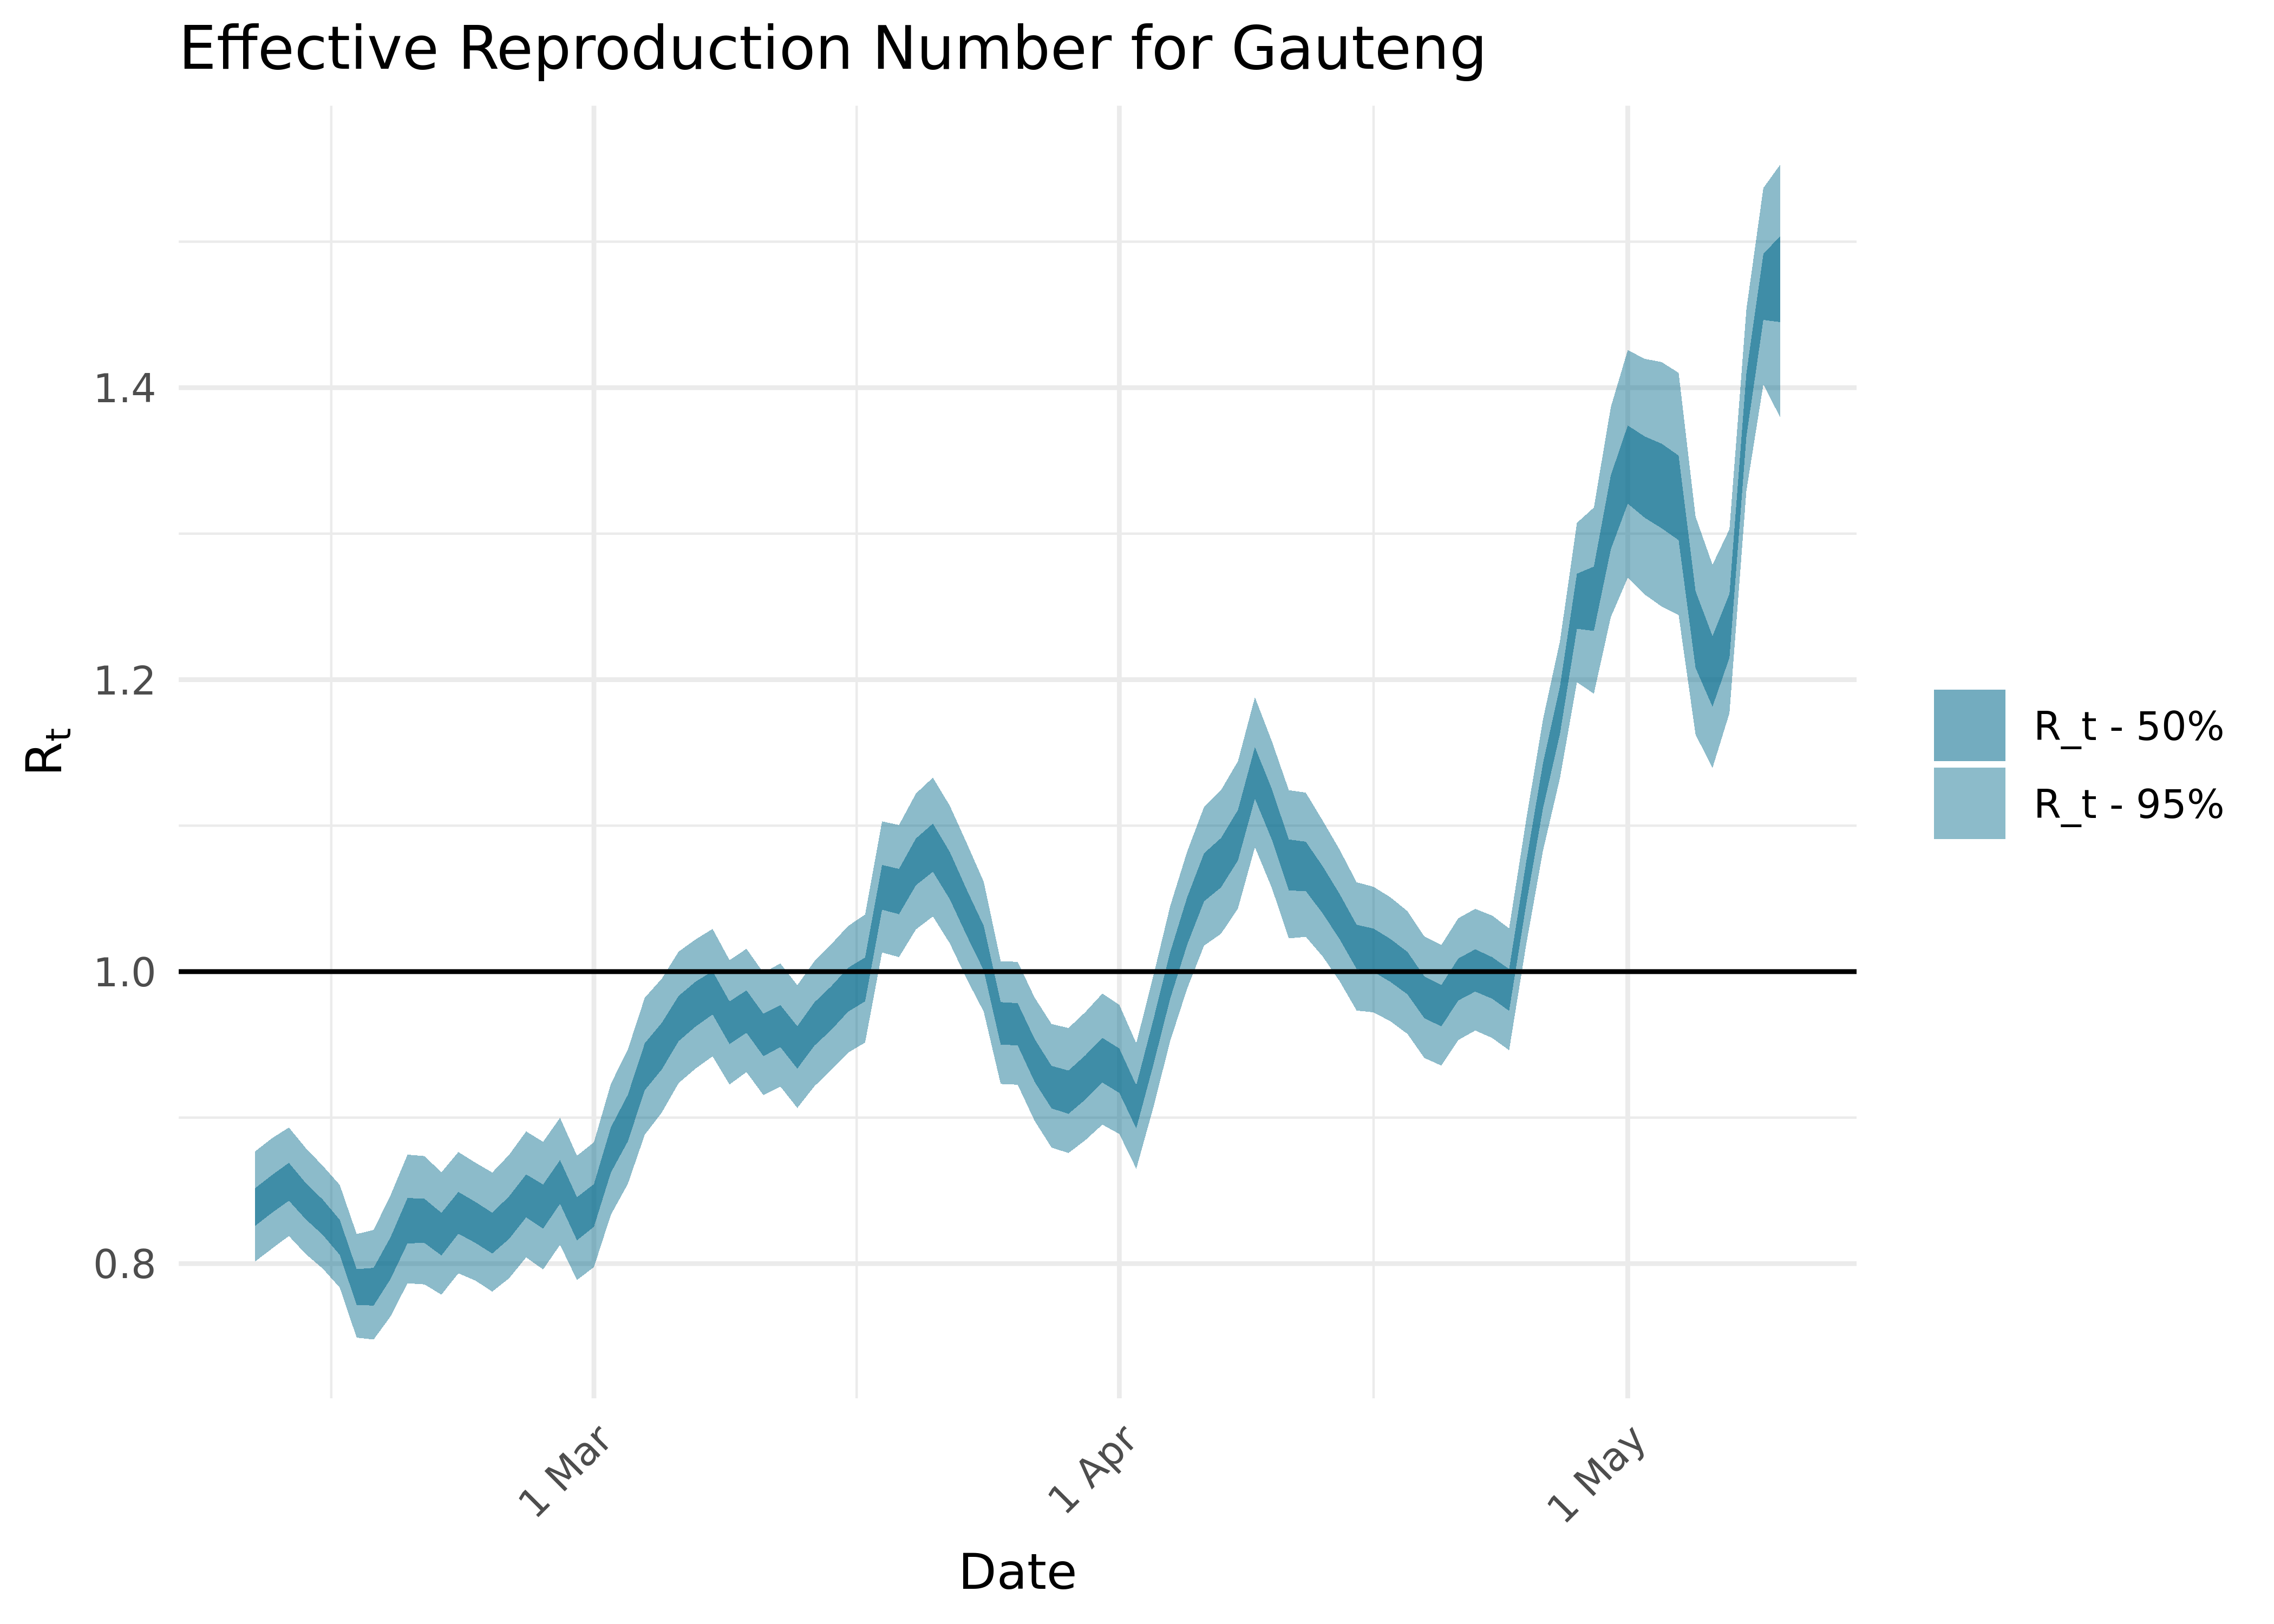 Effective Reproduction Number for Gauteng
Rt
1.4
1.2
1.0
0.8
1 Mar
1 Apr
1 May
Date
R_t - 50%
R_t - 95%